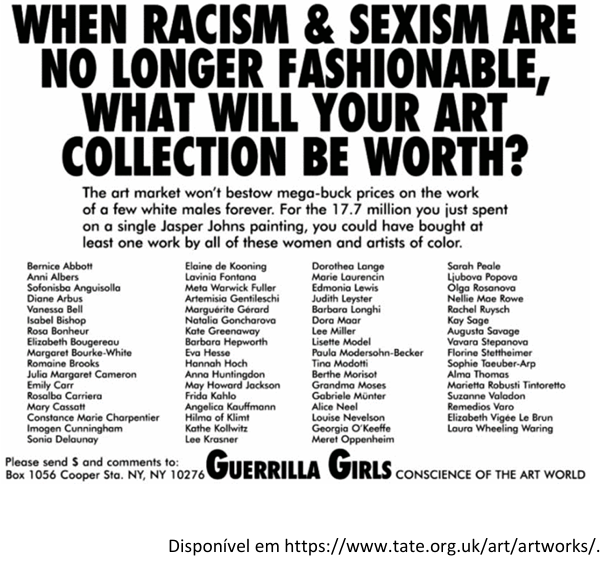 WHEN RACISM & SEXISM ARE
NO LONGER FASHIONABLE,
WHAT WILL YOUR ART
COLLECTION BE WORTH?
The art market won't bestow mega-buck prices on the work
of a few white males forever. For the 17.7 million you just spent
on a single Jasper Johns painting, you could have bought at
least one work by all of these women and artists of color.
Bernice Abbott
Anni Albers
Sofonisba Anguisolla
Diane Arbus
Vanessa Bell
Isabel Bishop
Rosa Bonheur
Elizabeth Bougereau
Margaret Bourke-White
Romaine Brooks
Julia Margaret Cameron
Emily Carr
Rosalba Carriera
Mary Cassatt
Constance Marie Charpentier
Imogen Cunningham
Sonia Delaunay
Elaine de Kooning
Lavinia Fontana
Meta Warwick Fuller
Artemisia Gentileschi
Marguérite Gérard
Natalia Goncharova
Kate Greenaway
Barbara Hepworth
Eva Hesse
Hannah Hoch
Anna Huntingdon
May Howard Jackson
Frida Kahlo
Angelica Kauffmann
Hilma of Klimt
Kathe Kollwitz
Lee Krasner
Dorothea Lange
Marie Laurencin
Edmonia Lewis
Judith Leyster
Barbara Longhi
Dora Maar
Lee Miller
Lisette Model
Paula Modersohn-Becker
Tina Modotti
Berthe Morisot
Grandma Moses
Gabriele Münter
Alice Neel
Louise Nevelson
Georgia O'Keeffe
Meret Oppenheim
Sarah Peale
Ljubova Popova
Olga Rosanova
Nellie Mae Rowe
Rachel Ruysch
Kay Sage
Augusta Savage
Vavara Stepanova
Florine Stettheimer
Sophie Taeuber-Arp
Alma Thomas
Marietta Robusti Tintoretto
Suzanne Valadon
Remedios Varo
Elizabeth Vigée Le Brun
Laura Wheeling Waring
Please send $ and comments to:
Box 1056 Cooper Sta. NY, NY 10276 GUERRILLA GIRLS CONSCIENCE OF THE ART WORLD
Disponível em https://www.tate.org.uk/art/artworks/.